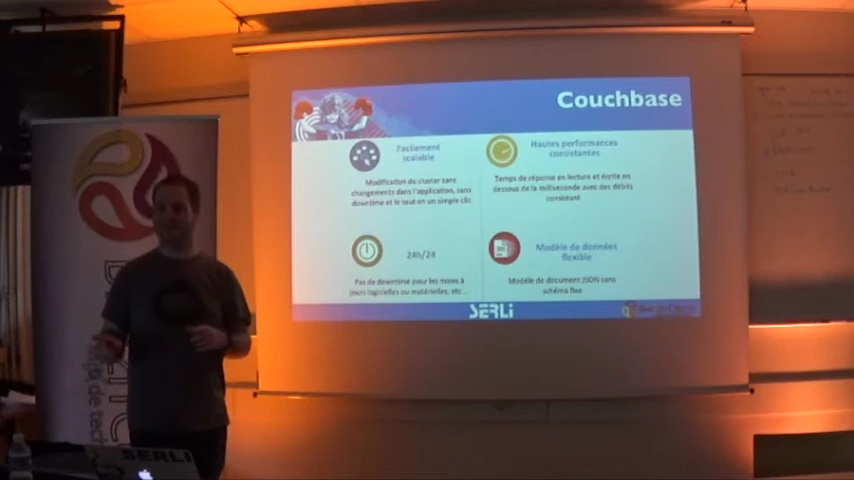 Couchbase
Facilement
scalable
Modification du cluster sans
changements dans l'application, sans
downtime et le tout en un simple clic
Hautes performances
consistantes
Temps de réponse en lecture et écrite en
dessous de la milliseconde avec des débits
consistant
24h/24
Pas de downtime pour les mises à
jours logicielles ou matérielles, etc ...
Modèle de données
flexible
Modèle de document JSON sans
schéma fixe
SERLI
de tech
SERLI